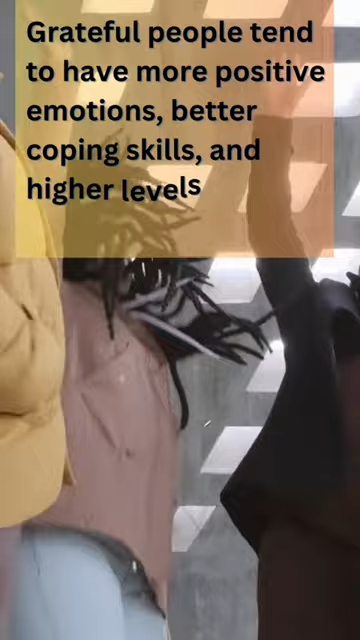 Grateful people tend
to have more positive
emotions, better
coping skills, and
higher levels